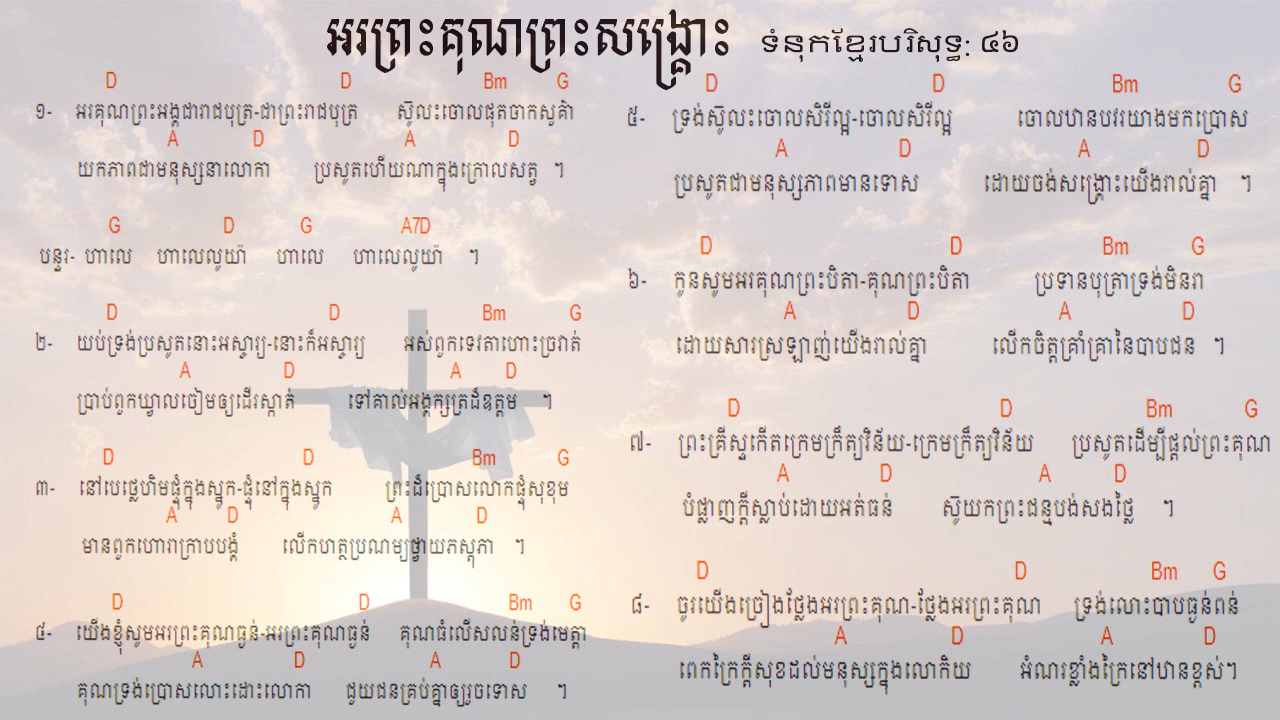 អរព្រះគុណព្រះសង្គ្រោះ ទំនុកខ្មែរបរិសុទ្ធ: ៤៦
D D Bm G
១- អរគុណព្រះអង្គជារាជបុត្រ-ជាព្រះរាជបុត្រ ស៊ូលះចោលផុតចាកសួគ៌ា
A D A D
យកភាពជាមនុស្សនាលោកា ប្រសូតហើយណាក្នុងក្រោលសត្វ ។
G D G A7D
បន្ទរ- ហាលេ ហាលេលូយ៉ា ហាលេ ហាលេលូយ៉ា ។
D D Bm G
២- យប់ទ្រង់ប្រសូតនោះអស្ចារ្យ-នោះក៏អស្ចារ្យ អស់ពួកទេវតាហោះច្រវាត់
A D A D
ប្រាប់ពួកឃ្វាលចៀមឲ្យដើរស្កាត់ ទៅគាល់អង្គក្សត្រដ៏ឧត្តម ។
D D Bm G
៣- នៅបេថ្លេហិមផ្ទុំក្នុងស្នូក-ផ្ទុំនៅក្នុងស្នូក ព្រះដ៏ប្រោសលោកផ្ទុំសុខុម
A D A D
មានពួកហោរាក្រាបបង្គំ លើកហត្ថប្រណម្យថ្វាយភស្តុភា ។
D D Bm G
៤- យើងខ្ញុំសូមអរព្រះគុណធ្ងន់-អរព្រះគុណធ្ងន់ គុណធំលើសលន់ទ្រង់មេត្តា
A D A D
គុណទ្រង់ប្រោសលោះដោះលោកា ជួយជនគ្រប់គ្នាឲ្យរួចទោស ។
D D Bm G
៥- ទ្រង់ស៊ូលះចោលសិរីល្អ-ចោលសិរីល្អ ចោលឋានបវរយាងមកប្រោស
A D A D
ប្រសូតជាមនុស្សភាពមានទោស ដោយចង់សង្គ្រោះយើងរាល់គ្នា ។
D D Bm G
៦- កូនសូមអរគុណព្រះបិតា-គុណព្រះបិតា ប្រទានបុត្រាទ្រង់មិនរា
A D A D
ដោយសារស្រឡាញ់យើងរាល់គ្នា លើកចិត្តគ្រាំគ្រានៃបាបជន ។
D D Bm G
៧- ព្រះគ្រីស្ទកើតក្រោមក្រឹត្យវិន័យ-ក្រោមក្រឹត្យវិន័យ ប្រសូតដើម្បីផ្តល់ព្រះគុណ
A D A D
បំផ្លាញក្តីស្លាប់ដោយអត់ធន់ ស៊ូយកព្រះជន្មបង់សងថ្លៃ ។
D D Bm G
៨- ចូរយើងច្រៀងថ្លែងអរព្រះគុណ-ថ្លែងអរព្រះគុណ ទ្រង់លោះបាបធ្ងន់ពន់
A D A D
ពេកក្រៃក្តីសុខដល់មនុស្សក្នុងលោកិយ អំណរខ្លាំងក្រៃនៅឋានខ្ពស់។